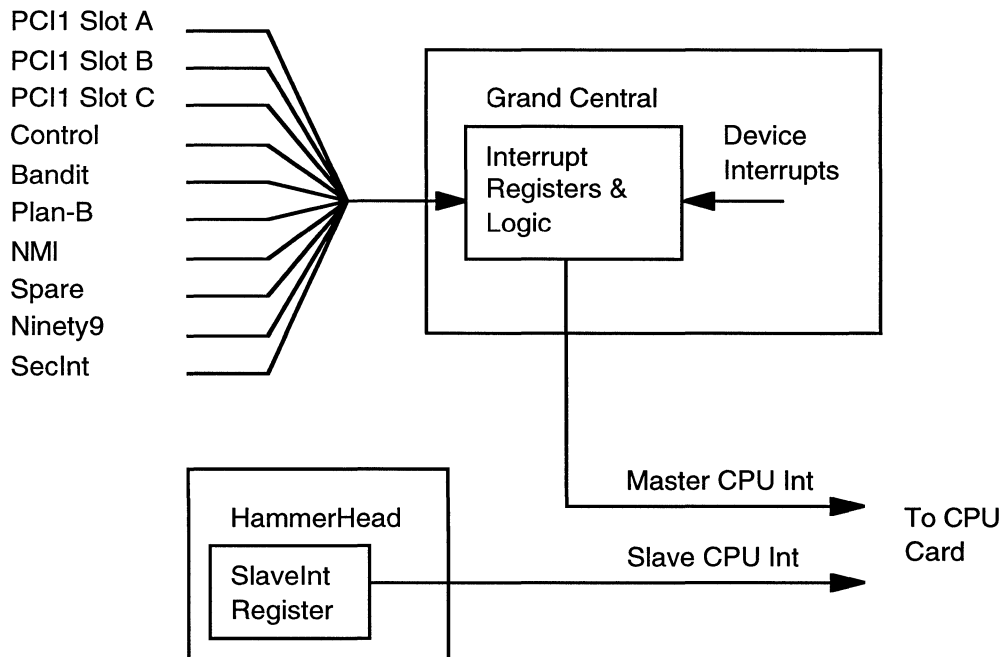 PCI1 Slot A
PCI1 Slot B
PCI1 Slot C
Control
Bandit
Plan-B
NMI
Spare
Ninety9
SecInt
Grand Central
Interrupt
Registers &
Logic
Device
Interrupts
Master CPU Int
HammerHead
SlaveInt
Register
Slave CPU Int
To CPU
Card